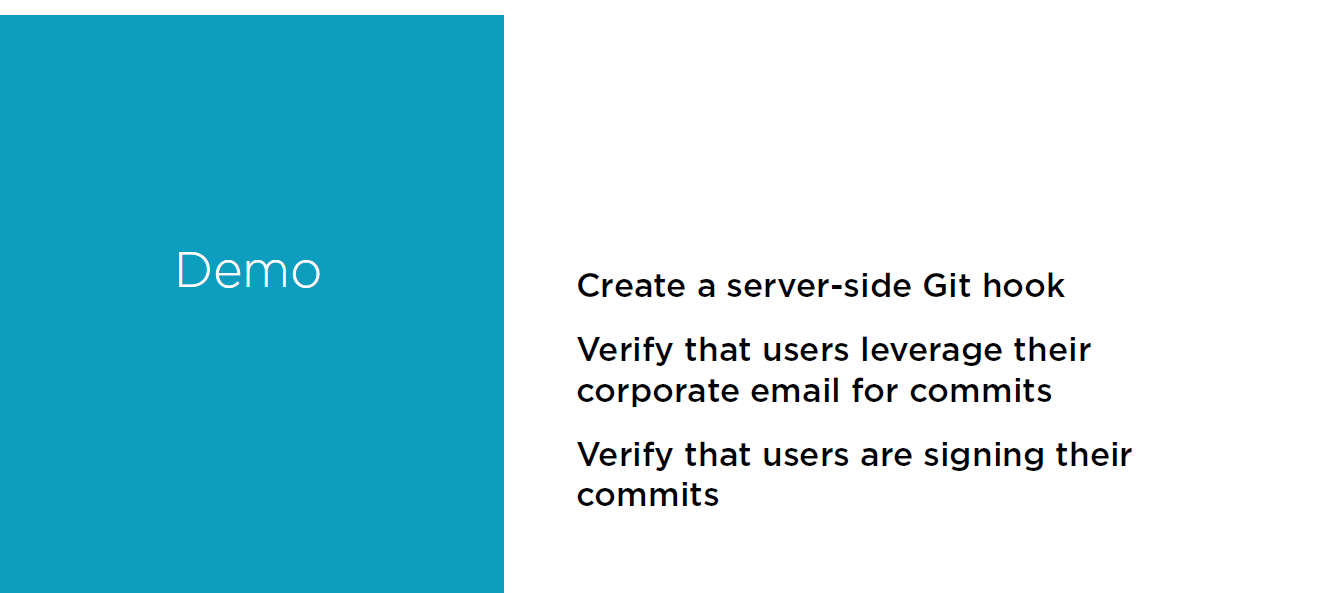 Demo
Create a server-side Git hook
Verify that users leverage their
corporate email for commits
Verify that users are signing their
commits